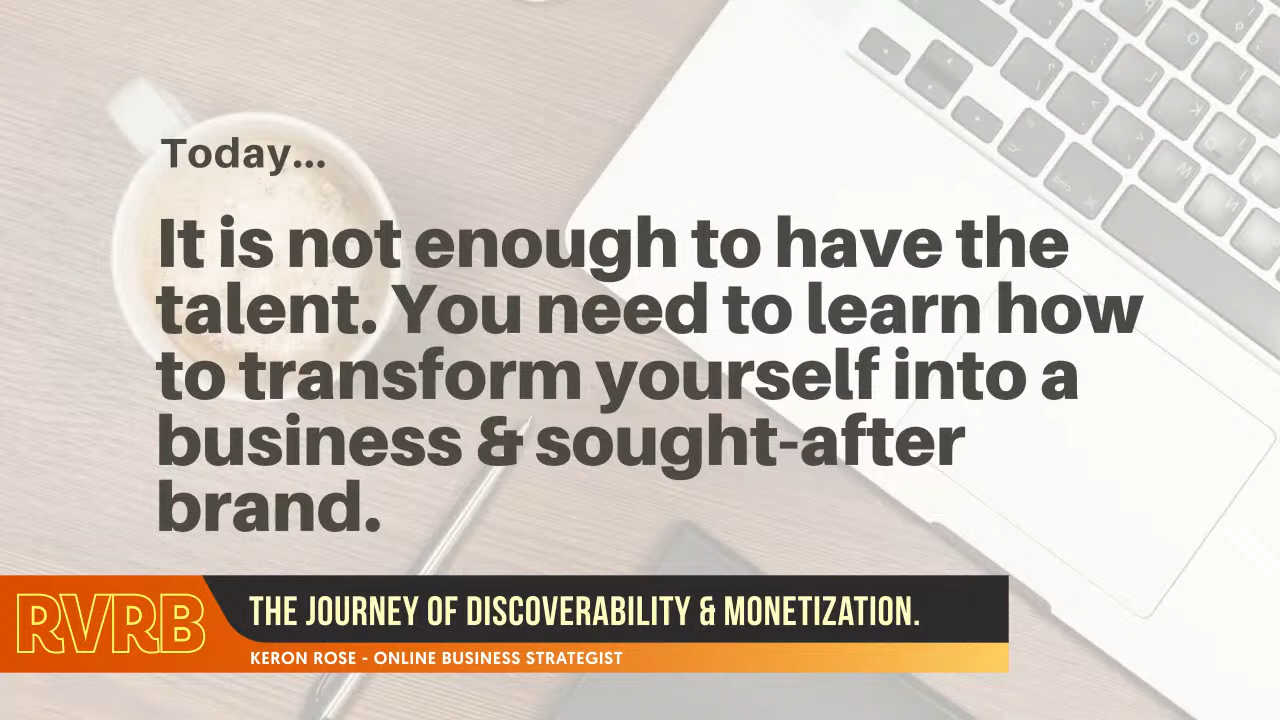 Today...
It is not enough to have the
talent. You need to learn how
to transform yourself into a
business & sought-after
brand.
RVRB
THE JOURNEY OF DISCOVERABILITY & MONETIZATION.
KERON ROSE - ONLINE BUSINESS STRATEGIST